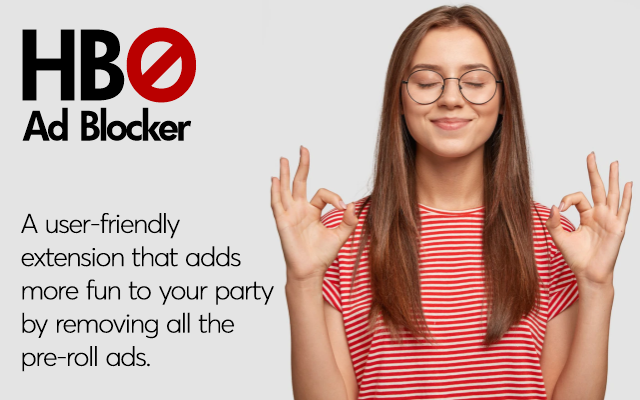 HBO
Ad Blocker
A user-friendly
extension that adds
more fun to your party
by removing all the
pre-roll ads.